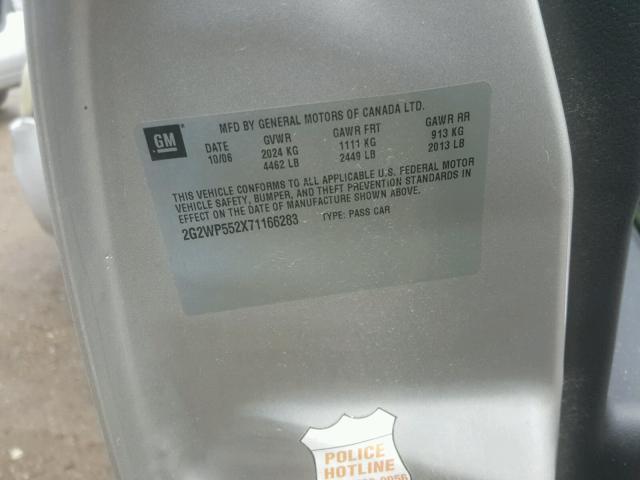 MFD BY GENERAL MOTORS OF CANADA LTD.
GM
DATE GVWR GAWR FRT GAWR RR
10/06 2024 KG 1111 KG 913 KG
4462 LB 2449 LB 2013 LB
THIS VEHICLE CONFORMS TO ALL APPLICABLE U.S. FEDERAL MOTOR
VEHICLE SAFETY, BUMPER, AND THEFT PREVENTION STANDARDS IN
EFFECT ON THE DATE OF MANUFACTURE SHOWN ABOVE.
2G2WP552X71166283 TYPE: PASS CAR
POLICE
HOTLINE